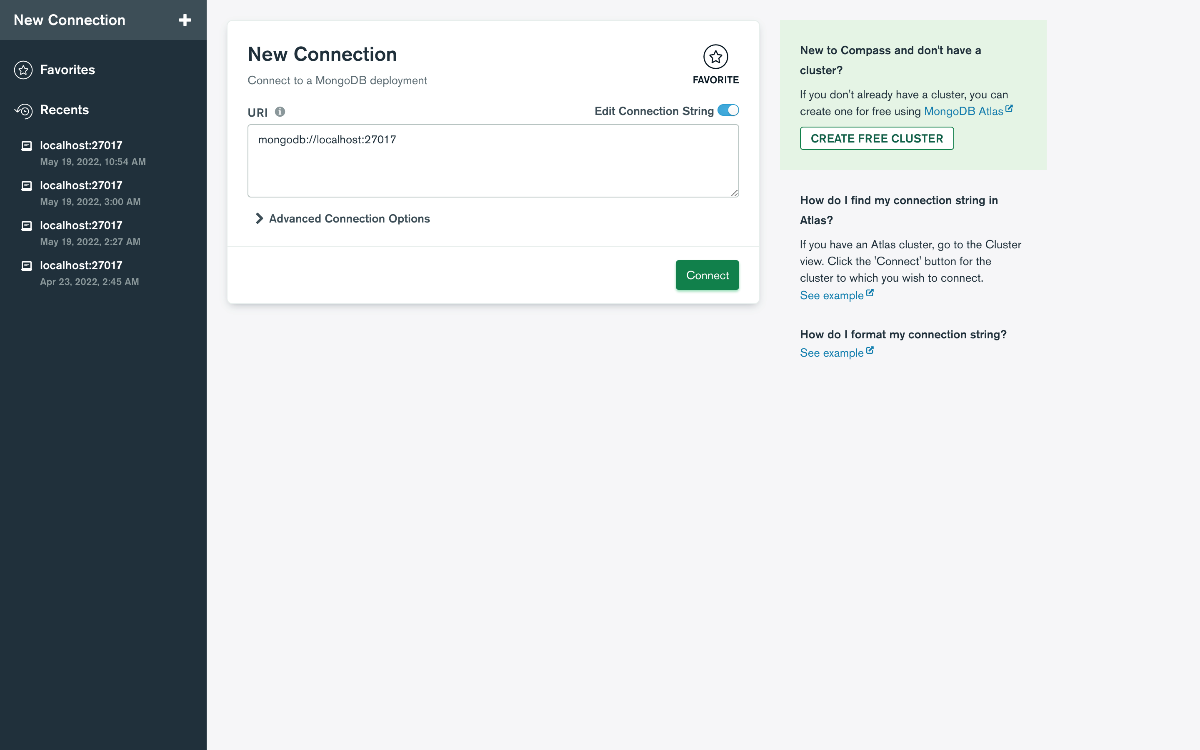 New Connection
Favorites
Recents
localhost:27017
May 19, 2022, 10:54 AM
localhost:27017
May 19, 2022, 3:00 AM
localhost:27017
May 19, 2022, 2:27 AM
localhost:27017
Apr 23, 2022, 2:45 AM
New Connection
Connect to a MongoDB deployment
FAVORITE
URI
Edit Connection String
mongodb://localhost:27017
Advanced Connection Options
Connect
New to Compass and don't have a
cluster?
If you don't already have a cluster, you can
create one for free using MongoDB Atlas
CREATE FREE CLUSTER
How do I find my connection string in
Atlas?
If you have an Atlas cluster, go to the Cluster
view. Click the 'Connect' button for the
cluster to which you wish to connect.
See example
How do I format my connection string?
See example